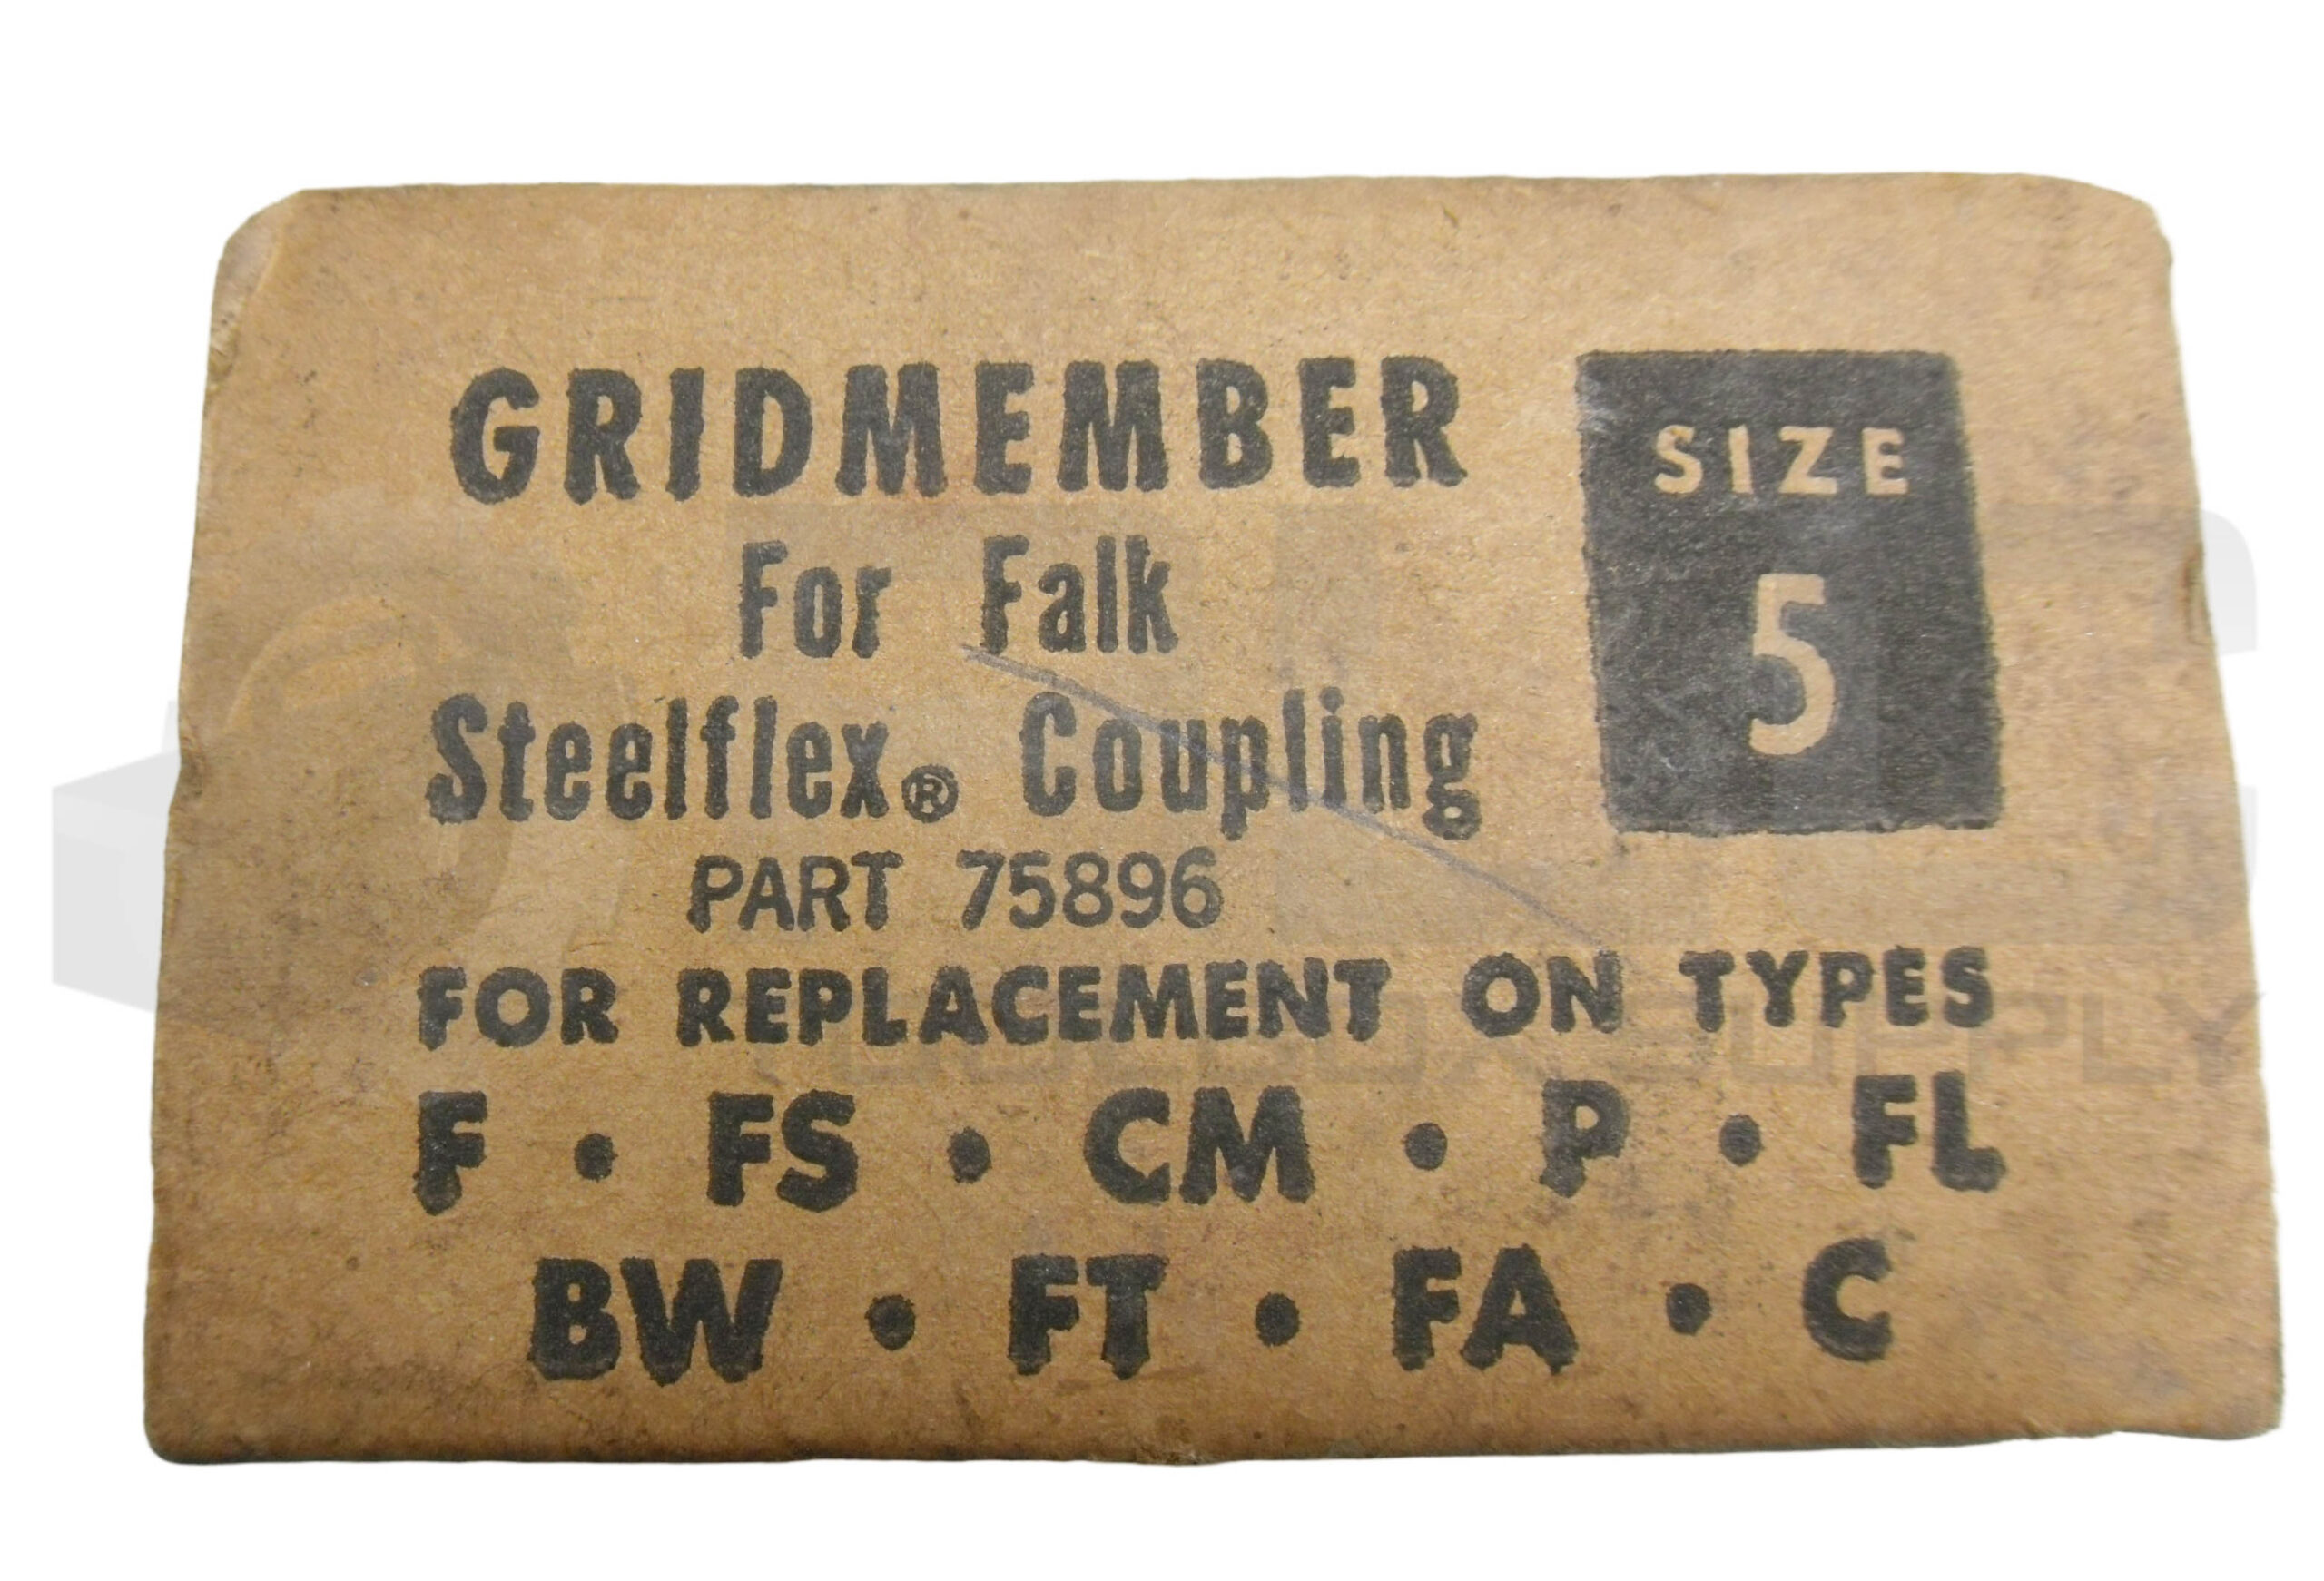 GRIDMEMBER
For Falk
Steelflex® Coupling
PART 75896
SIZE
5
FOR REPLACEMENT ON TYPES
F • FS • CM • P • FL
BW • FT • FA • C